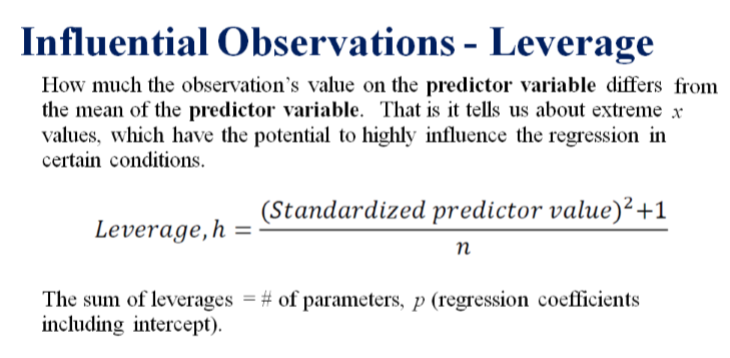 Influential Observations - Leverage
How much the observation's value on the predictor variable differs from
the mean of the predictor variable. That is it tells us about extreme x
values, which have the potential to highly influence the regression in
certain conditions.
Leverage, h = (Standardized predictor value)²+1
n
The sum of leverages = # of parameters, p (regression coefficients
including intercept).